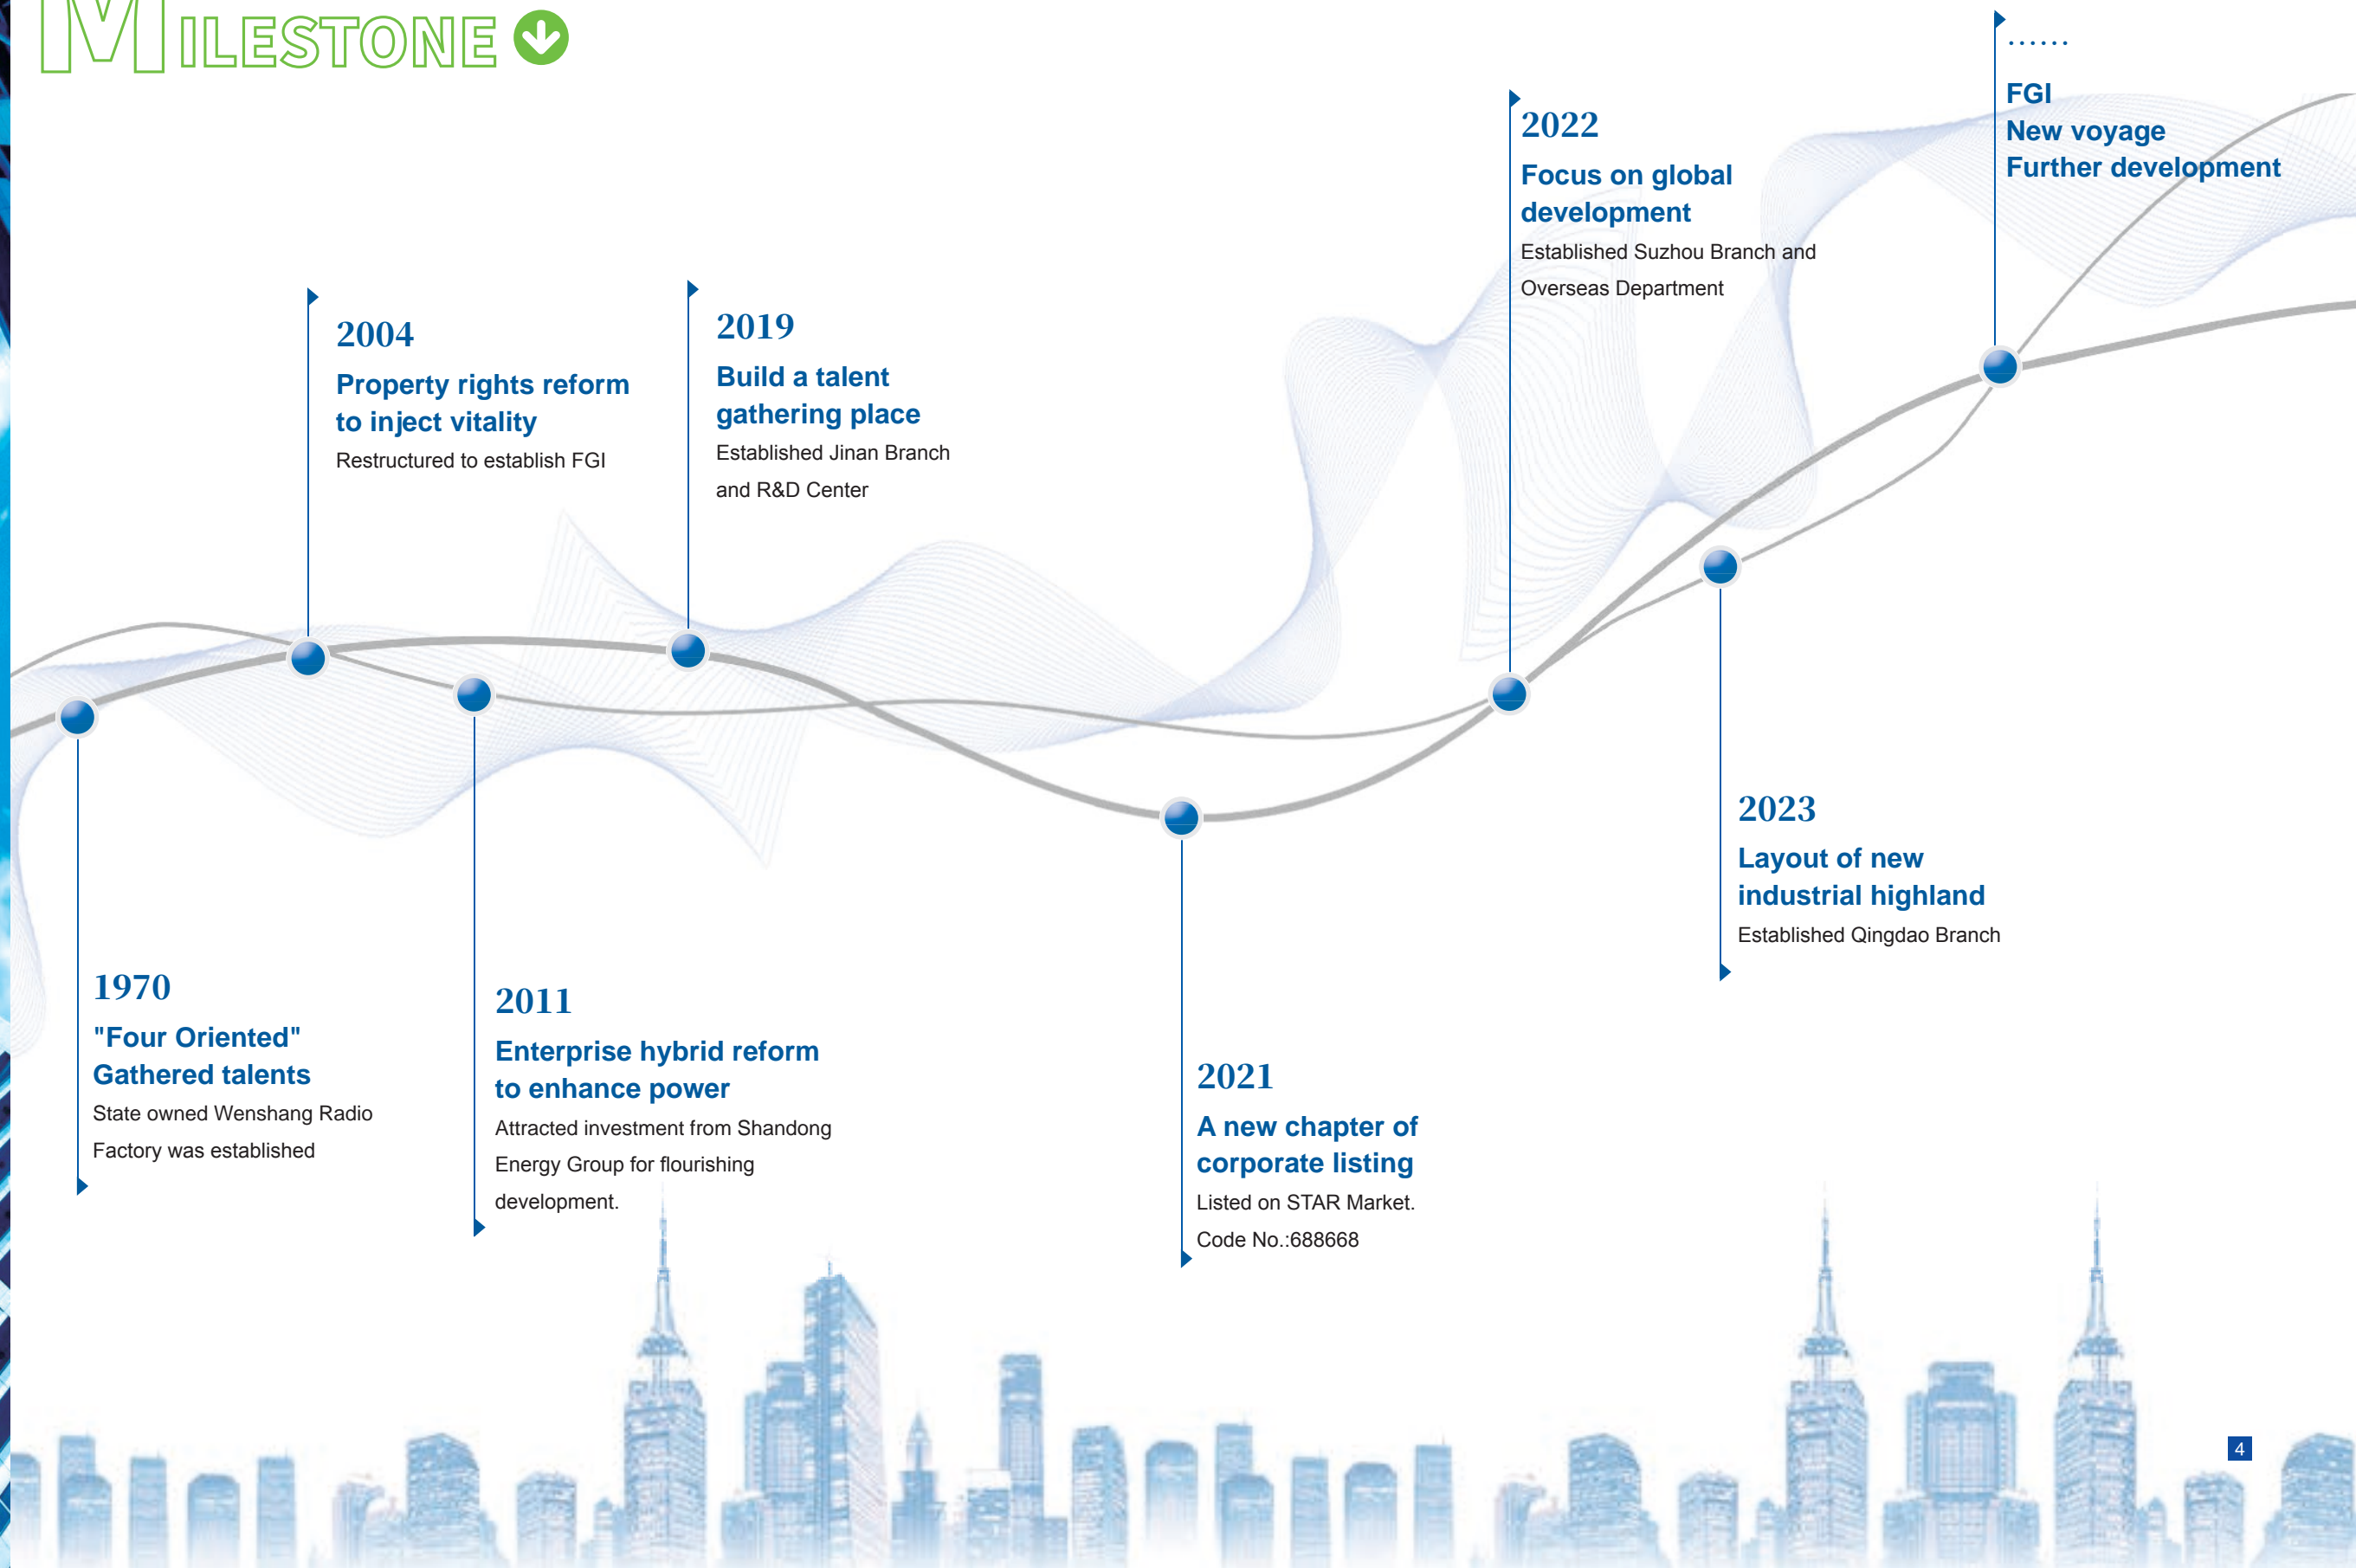 MILESTONE
1970
"Four Oriented"
Gathered talents
State owned Wenshang Radio
Factory was established
2004
Property rights reform
to inject vitality
Restructured to establish FGI
2011
Enterprise hybrid reform
to enhance power
Attracted investment from Shandong
Energy Group for flourishing
development.
2019
Build a talent
gathering place
Established Jinan Branch
and R&D Center
2021
A new chapter of
corporate listing
Listed on STAR Market.
Code No.:688668
2022
Focus on global
development
Established Suzhou Branch and
Overseas Department
2023
Layout of new
industrial highland
Established Qingdao Branch
......
FGI
New voyage
Further development
4